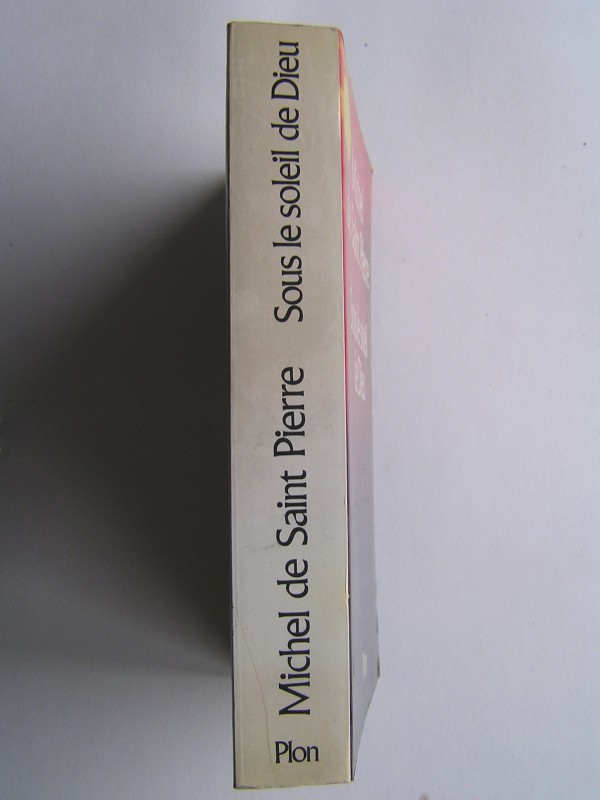 Michel de Saint Pierre Sous le soleil de Dieu
Plon